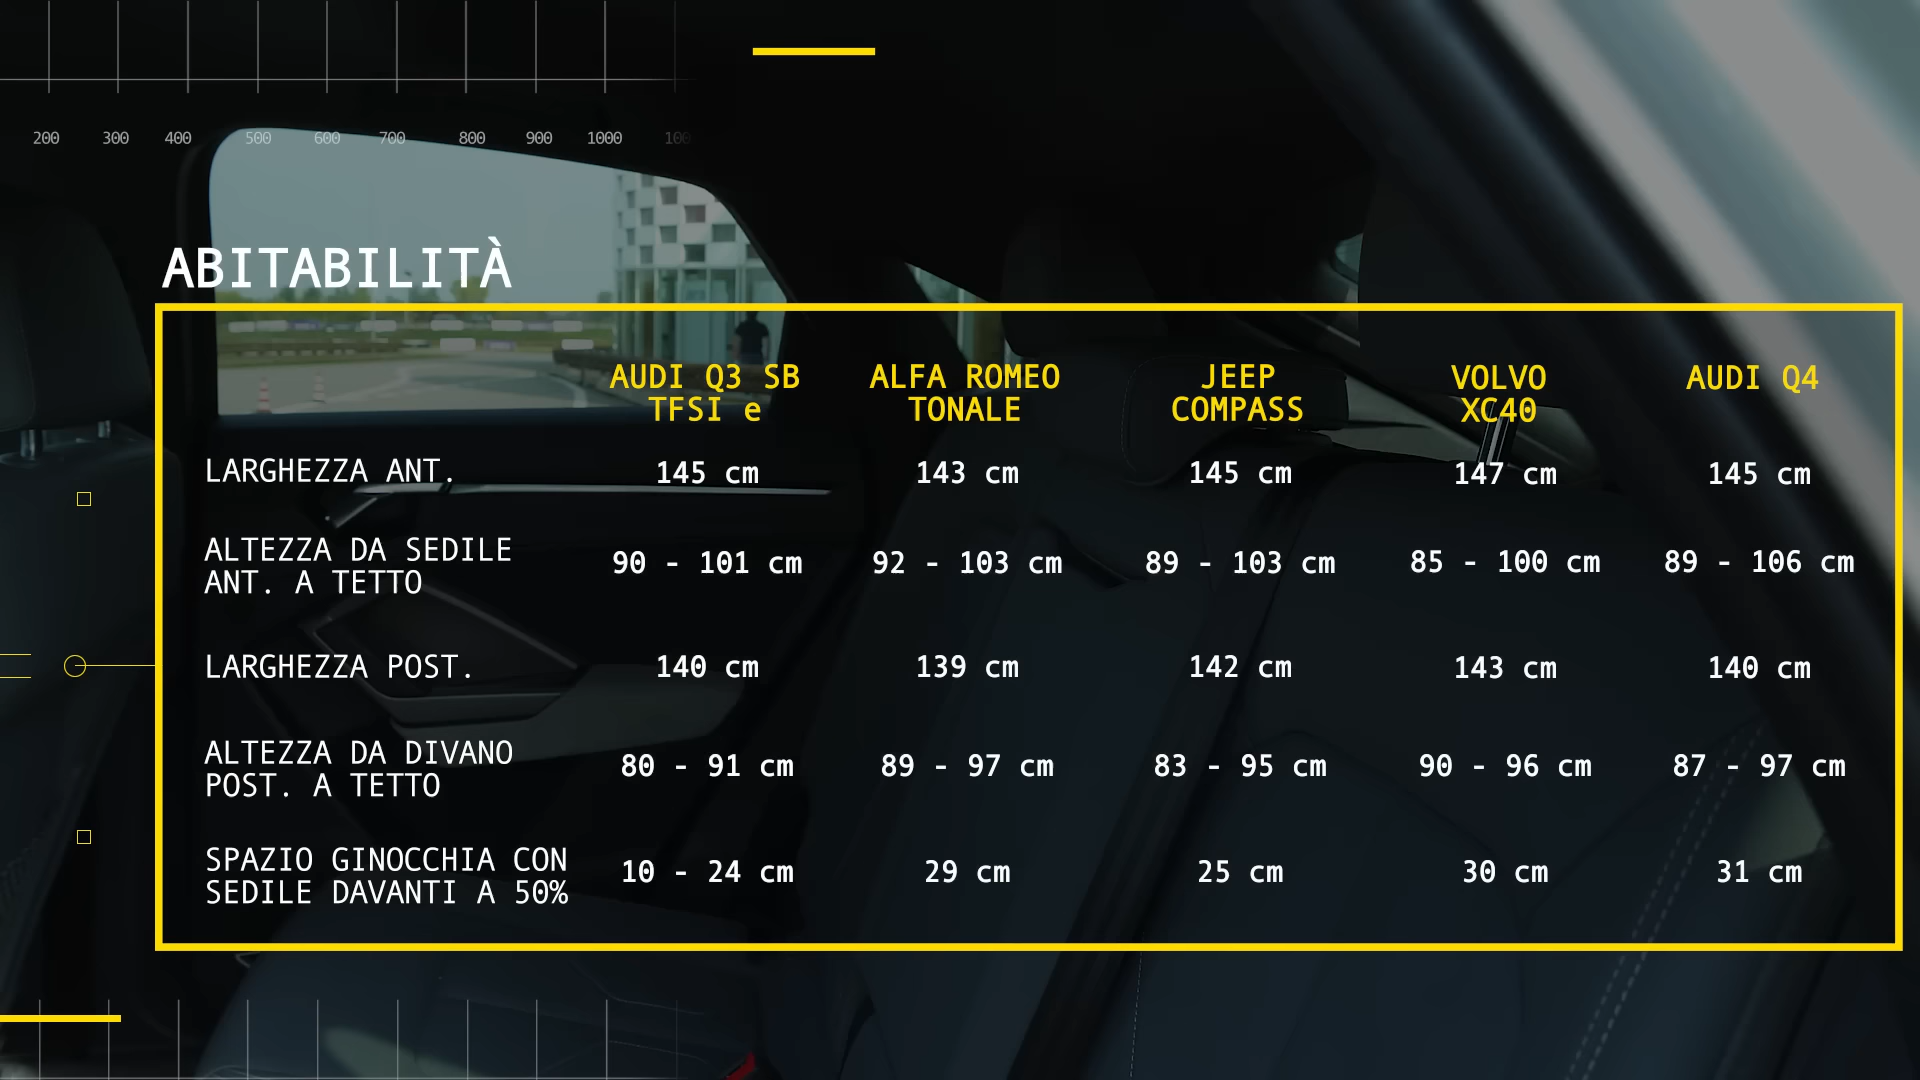 200 300 400 500 600 700 800 900 1000 100
ABITABILITÀ
AUDI Q3 SB ALFA ROMEO JEEP VOLVO AUDI Q4
TFSI e TONALE COMPASS XC40
LARGHEZZA ANT. 145 cm 143 cm 145 cm 147 cm 145 cm
ALTEZZA DA SEDILE
ANT. A TETTO 90 - 101 cm 92 - 103 cm 89 - 103 cm 85 - 100 cm 89 - 106 cm
LARGHEZZA POST. 140 cm 139 cm 142 cm 143 cm 140 cm
ALTEZZA DA DIVANO
POST. A TETTO 80 - 91 cm 89 - 97 cm 83 - 95 cm 90 - 96 cm 87 - 97 cm
SPAZIO GINOCCHIA CON
SEDILE DAVANTI A 50% 10 - 24 cm 29 cm 25 cm 30 cm 31 cm